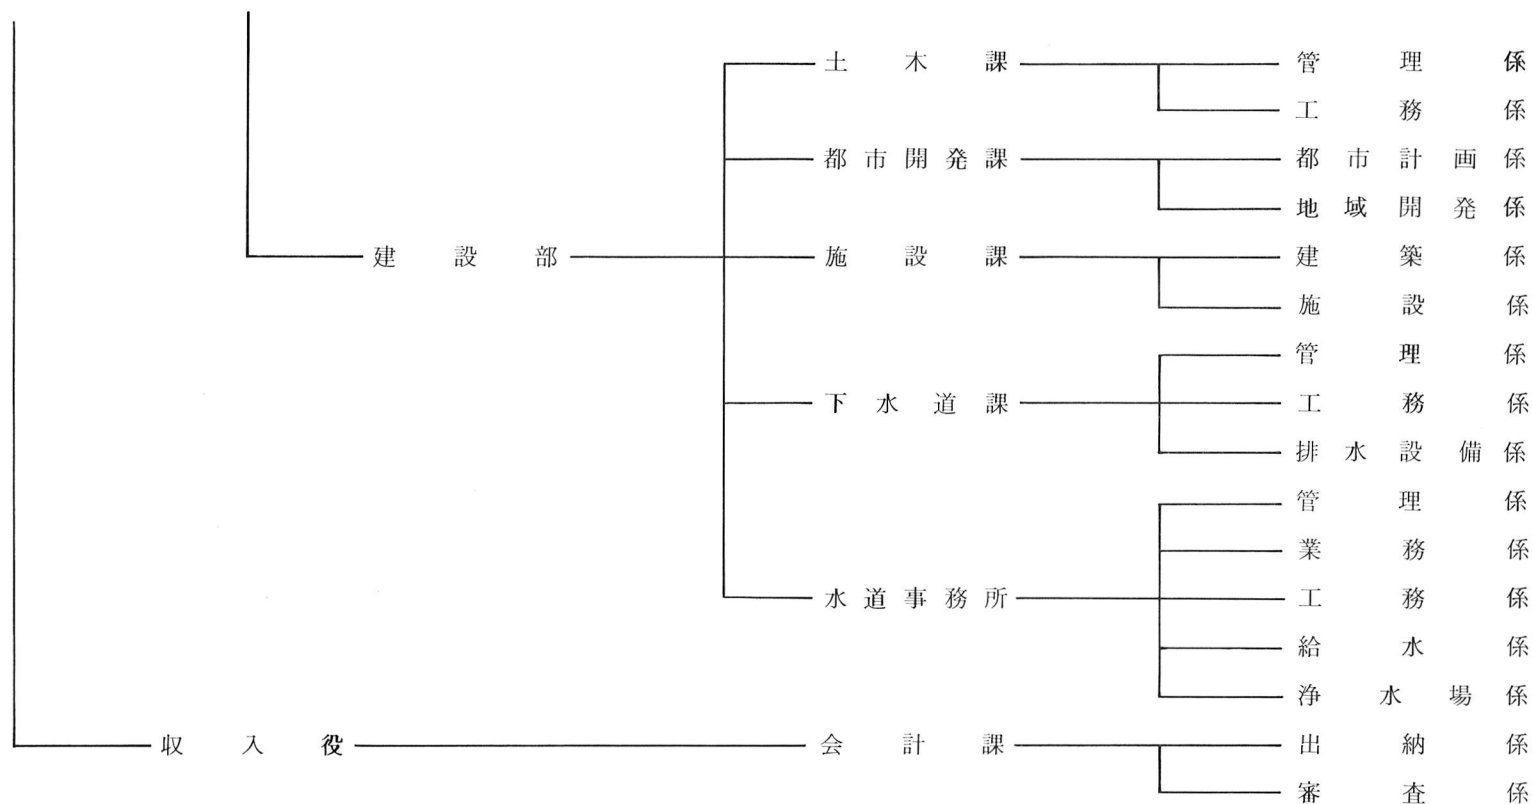 土木課 管理係
工務係
都市開発課 都市計画係
地域開発係
建設部 施設課 建築係
施設係
管理係
下水道課 工務係
排水設備係
管理係
業務係
水道事務所 工務係
給水係
浄水場係
収入役 会計課 出納係
審査係